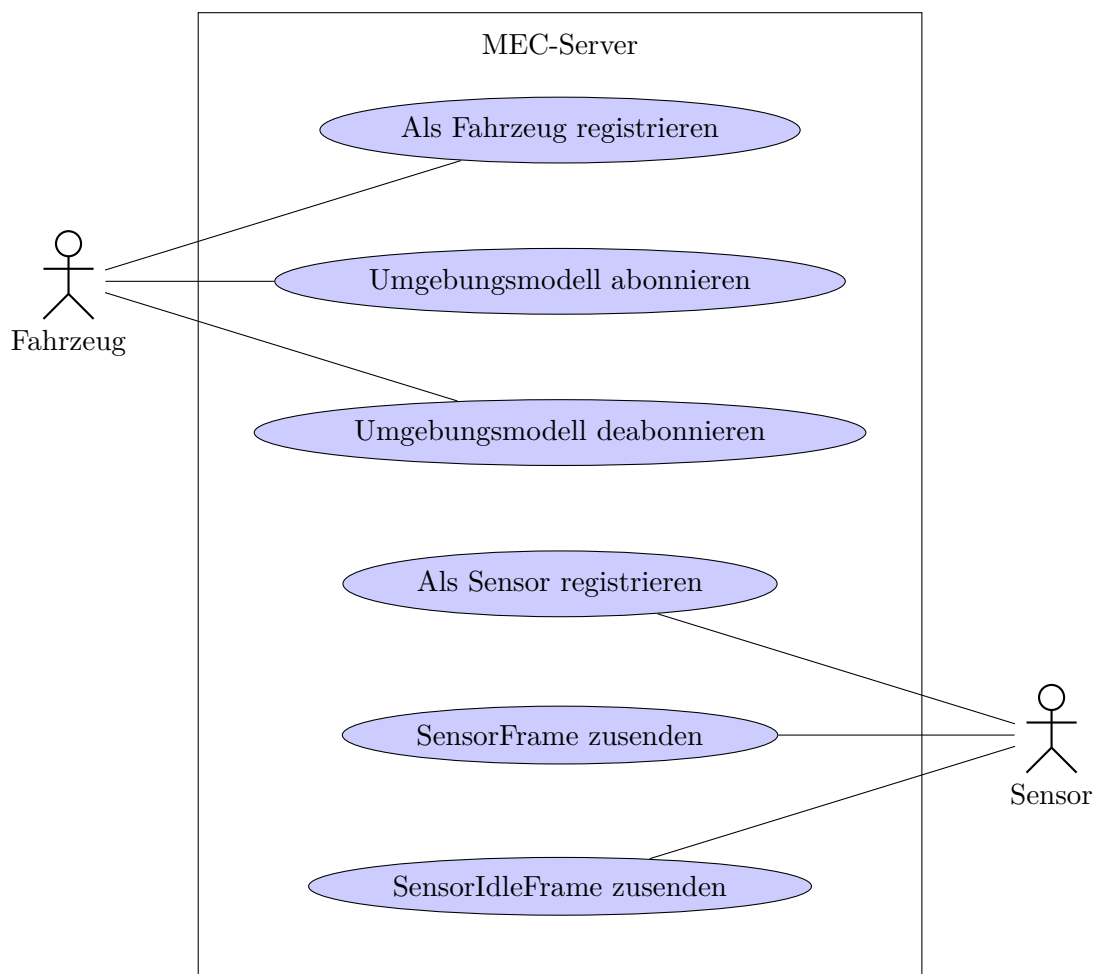 MEC-Server
Als Fahrzeug registrieren
Umgebungsmodell abonnieren
Fahrzeug
Umgebungsmodell deabonnieren
Als Sensor registrieren
SensorFrame zusenden
Sensor
SensorIdleFrame zusenden